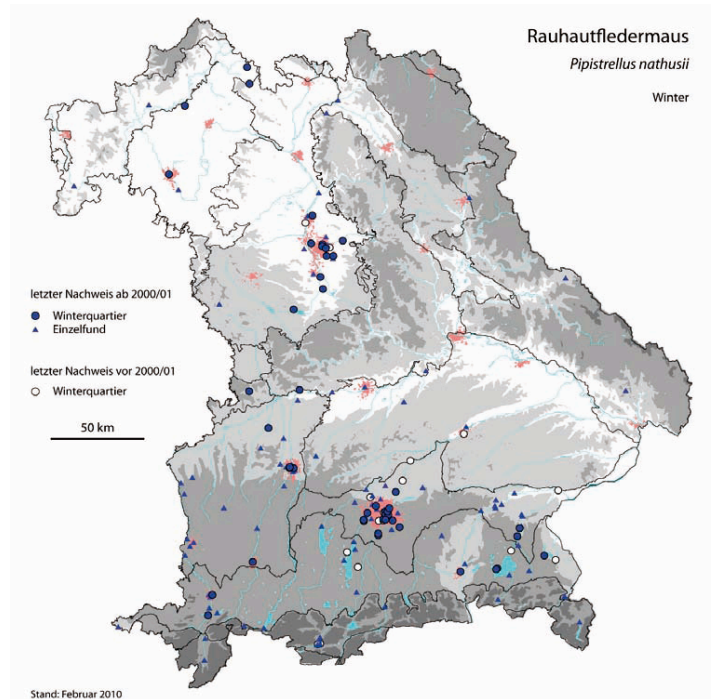 Rauhautfledermaus
Pipistrellus nathusii
Winter
letzter Nachweis ab 2000/01
Winterquartier
Einzelfund
letzter Nachweis vor 2000/01
Winterquartier
50 km
Stand: Februar 2010